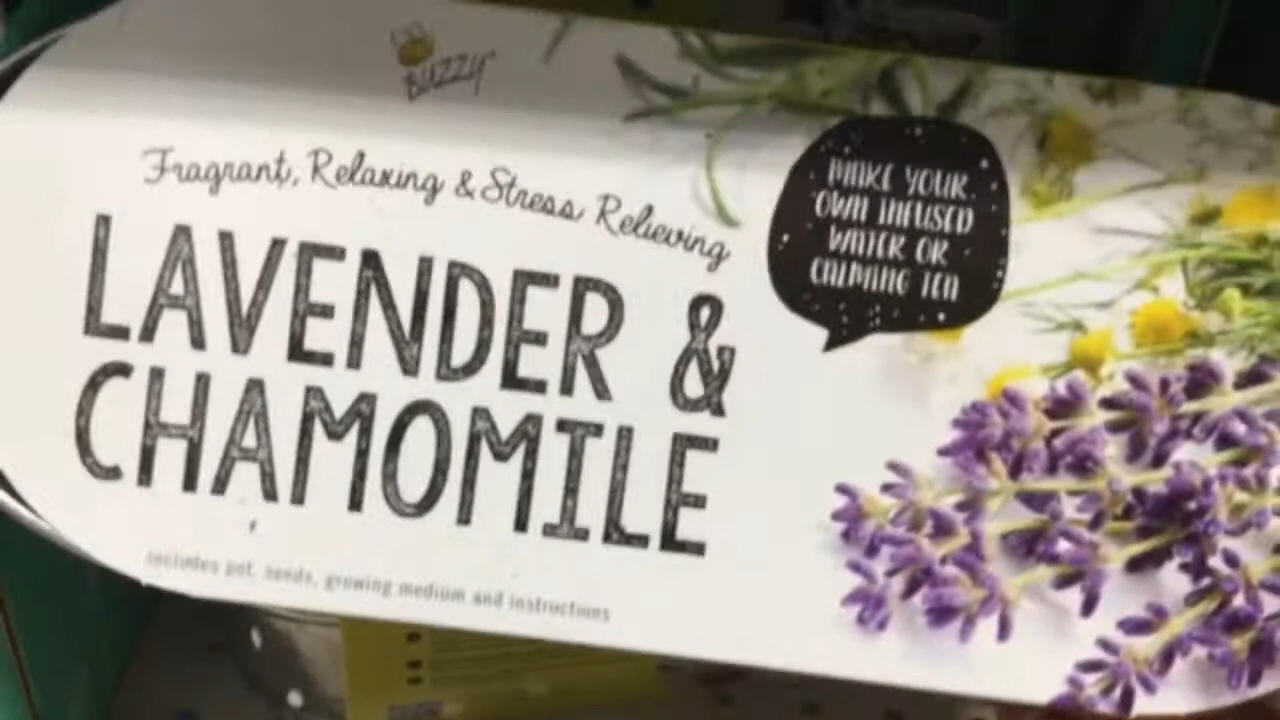 BUZZY
Fragrant, Relaxing & Stress Relieving
LAVENDER &
CHAMOMILE
MAKE YOUR
OWN INFUSED
WATER OR
CALMING TEA
includes pot, seeds, growing medium and instructions